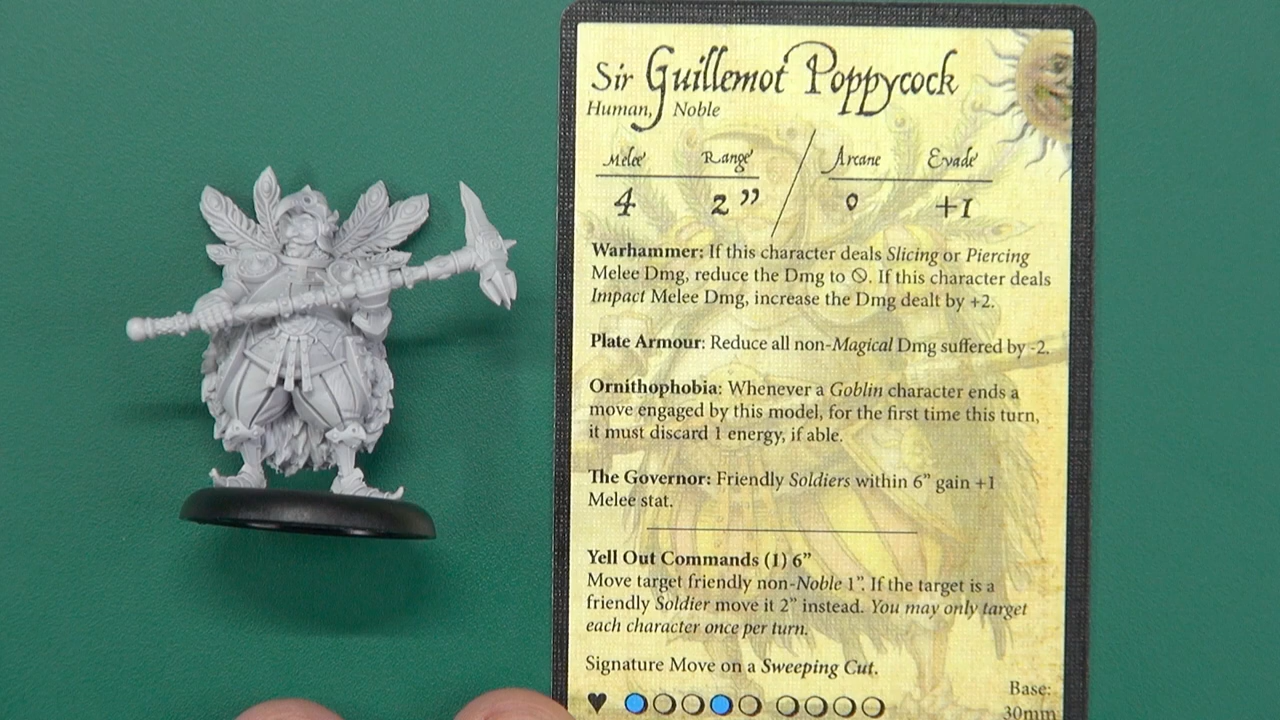 Sir Guillemot Poppycock
Human, Noble
Melee Range Arcane Evade
4 2” 0 +1
Warhammer: If this character deals Slicing or Piercing
Melee Dmg, reduce the Dmg to ⃠. If this character deals
Impact Melee Dmg, increase the Dmg dealt by +2.
Plate Armour: Reduce all non-Magical Dmg suffered by -2.
Ornithophobia: Whenever a Goblin character ends a
move engaged by this model, for the first time this turn,
it must discard 1 energy, if able.
The Governor: Friendly Soldiers within 6” gain +1
Melee stat.
Yell Out Commands (1) 6”
Move target friendly non-Noble 1”. If the target is a
friendly Soldier move it 2” instead. You may only target
each character once per turn.
Signature Move on a Sweeping Cut.
Base:
30mm